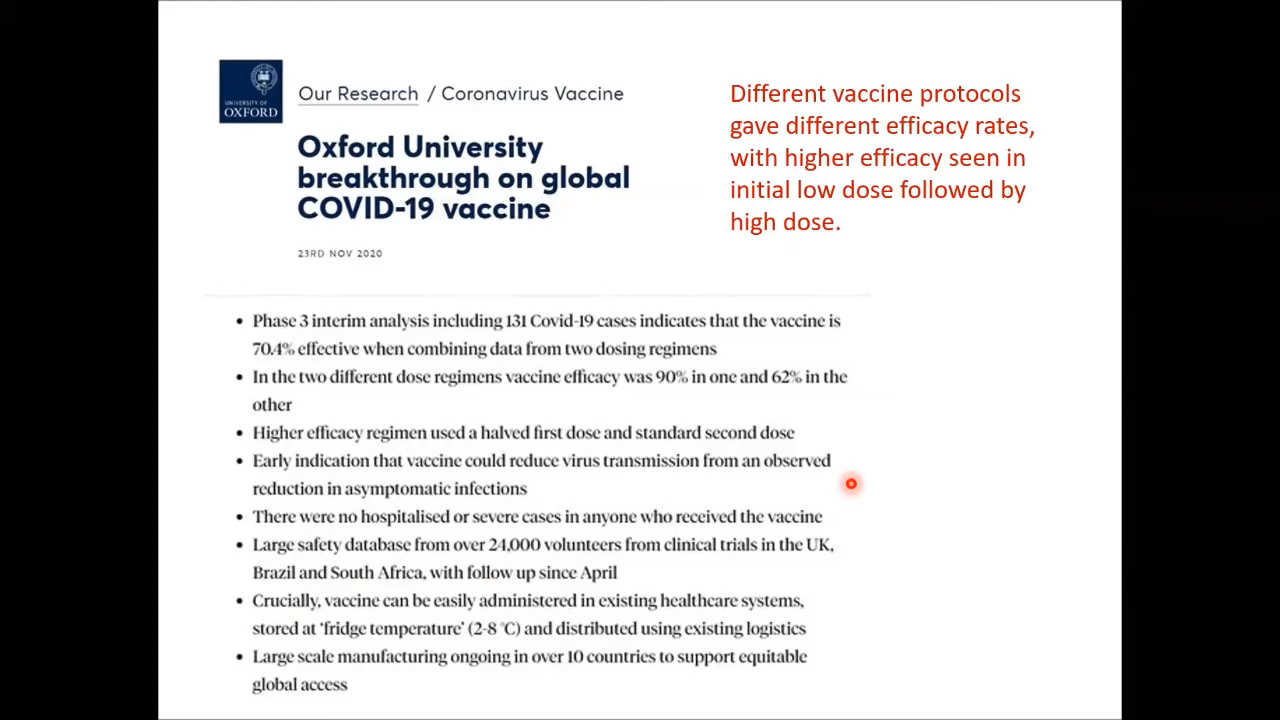 UNIVERSITY OF
OXFORD
Our Research / Coronavirus Vaccine
Oxford University
breakthrough on global
COVID-19 vaccine
23RD NOV 2020
Different vaccine protocols
gave different efficacy rates,
with higher efficacy seen in
initial low dose followed by
high dose.
• Phase 3 interim analysis including 131 Covid-19 cases indicates that the vaccine is
70.4% effective when combining data from two dosing regimens
• In the two different dose regimens vaccine efficacy was 90% in one and 62% in the
other
• Higher efficacy regimen used a halved first dose and standard second dose
• Early indication that vaccine could reduce virus transmission from an observed
reduction in asymptomatic infections
• There were no hospitalised or severe cases in anyone who received the vaccine
• Large safety database from over 24,000 volunteers from clinical trials in the UK,
Brazil and South Africa, with follow up since April
• Crucially, vaccine can be easily administered in existing healthcare systems,
stored at 'fridge temperature' (2-8 °C) and distributed using existing logistics
• Large scale manufacturing ongoing in over 10 countries to support equitable
global access